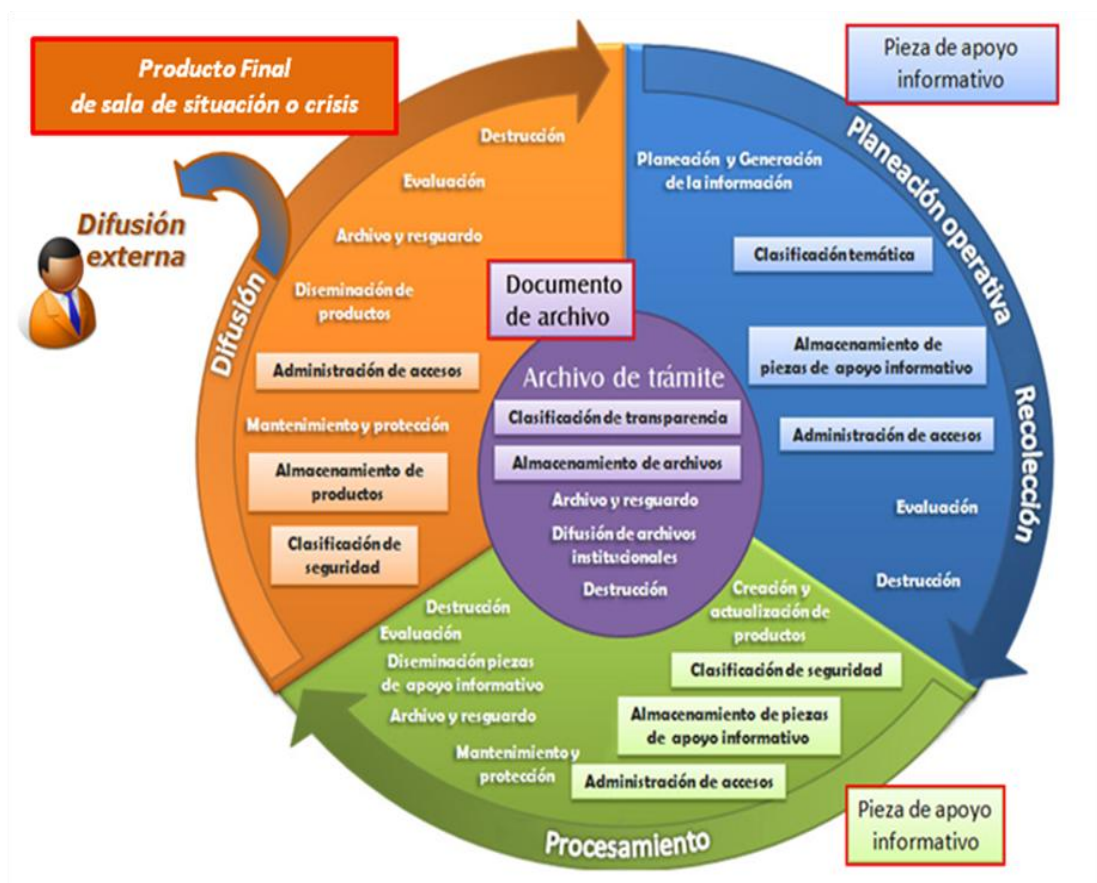 Producto Final
de sala de situación o crisis
Pieza de apoyo
informativo
Difusión
externa
Planeación operativa
Recolección
Planeación y Generación
de la información
Clasificación temática
Almacenamiento de
piezas de apoyo informativo
Administración de accesos
Evaluación
Destrucción
Procesamiento
Creación y
actualización de
productos
Clasificación de seguridad
Almacenamiento de piezas
de apoyo informativo
Administración de accesos
Mantenimiento y
protección
Archivo y resguardo
Diseminación piezas
de apoyo informativo
Evaluación
Destrucción
Pieza de apoyo
informativo
Difusión
Clasificación de
seguridad
Almacenamiento de
productos
Mantenimiento y protección
Administración de accesos
Diseminación de
productos
Archivo y resguardo
Evaluación
Destrucción
Documento
de archivo
Archivo de trámite
Clasificación de transparencia
Almacenamiento de archivos
Archivo y resguardo
Difusión de archivos
institucionales
Destrucción